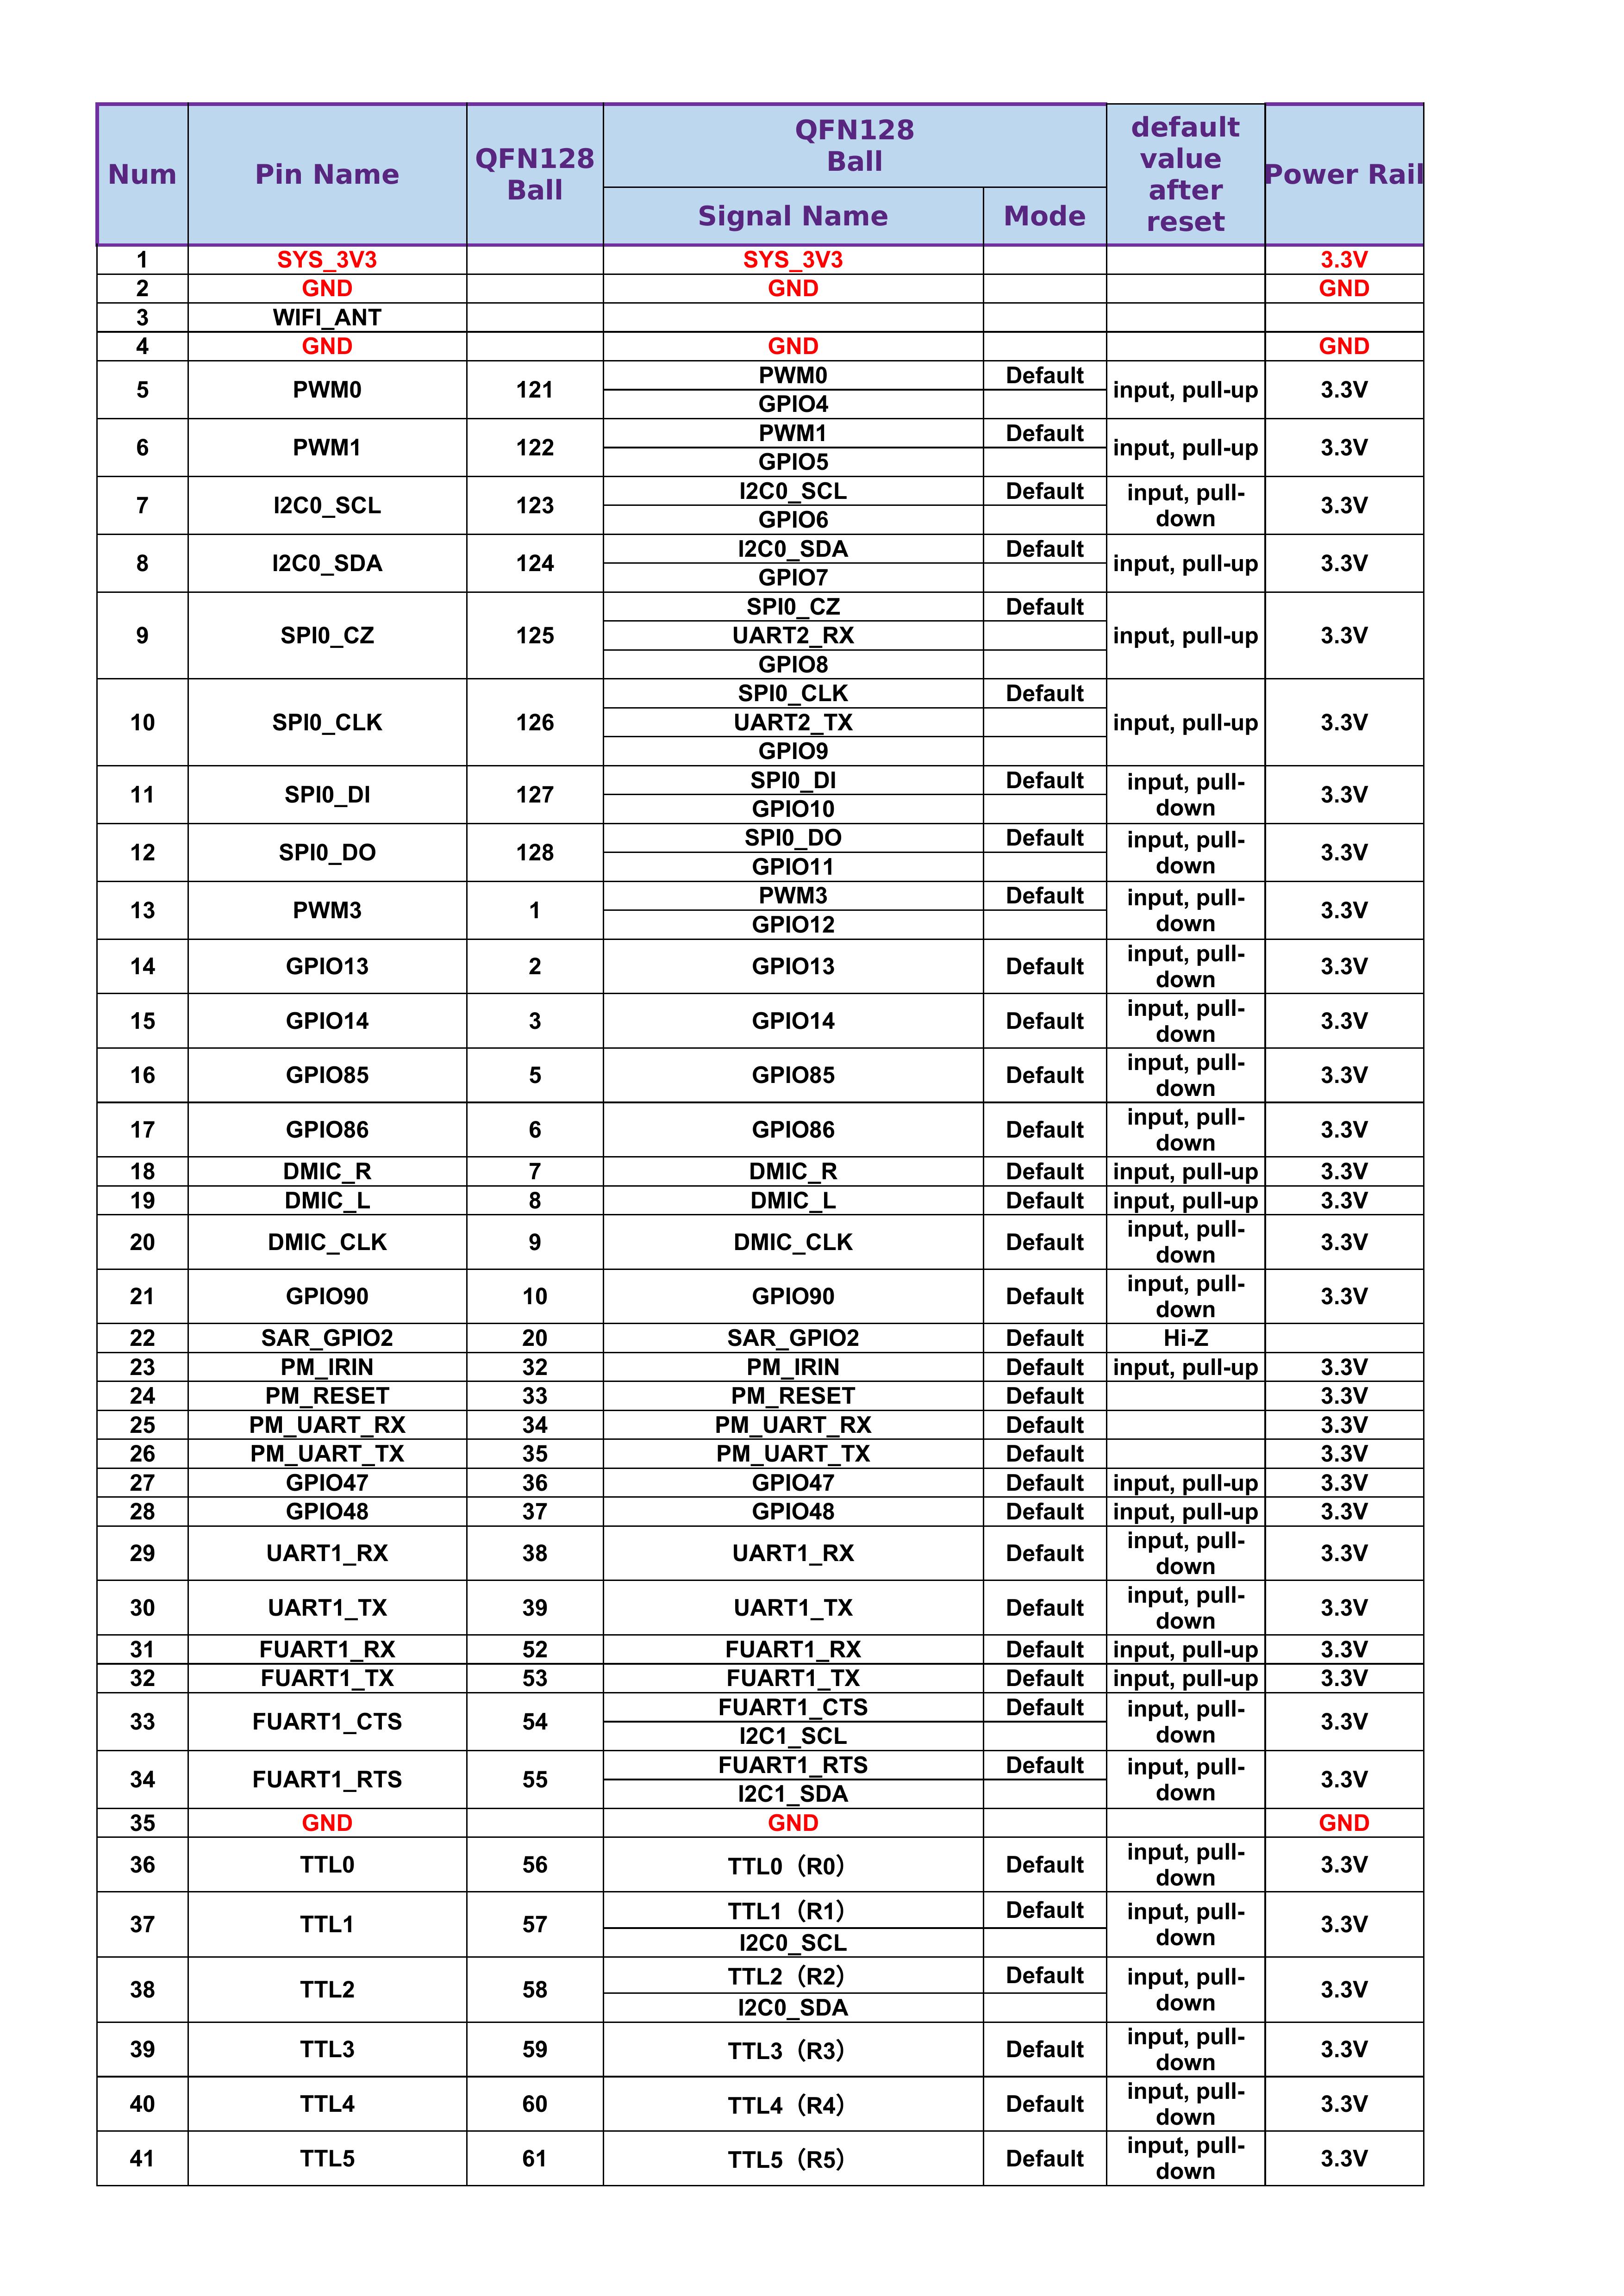 Num Pin Name QFN128 Ball QFN128 Ball default value after reset Power Rail
Signal Name Mode
1 SYS_3V3 SYS_3V3 3.3V
2 GND GND GND
3 WIFI_ANT
4 GND GND GND
5 PWM0 121 PWM0 Default input, pull-up 3.3V
GPIO4
6 PWM1 122 PWM1 Default input, pull-up 3.3V
GPIO5
7 I2C0_SCL 123 I2C0_SCL Default input, pull-down 3.3V
GPIO6
8 I2C0_SDA 124 I2C0_SDA Default input, pull-up 3.3V
GPIO7
9 SPI0_CZ 125 SPI0_CZ Default input, pull-up 3.3V
UART2_RX
GPIO8
10 SPI0_CLK 126 SPI0_CLK Default input, pull-up 3.3V
UART2_TX
GPIO9
11 SPI0_DI 127 SPI0_DI Default input, pull-down 3.3V
GPIO10
12 SPI0_DO 128 SPI0_DO Default input, pull-down 3.3V
GPIO11
13 PWM3 1 PWM3 Default input, pull-down 3.3V
GPIO12
14 GPIO13 2 GPIO13 Default input, pull-down 3.3V
15 GPIO14 3 GPIO14 Default input, pull-down 3.3V
16 GPIO85 5 GPIO85 Default input, pull-down 3.3V
17 GPIO86 6 GPIO86 Default input, pull-down 3.3V
18 DMIC_R 7 DMIC_R Default input, pull-up 3.3V
19 DMIC_L 8 DMIC_L Default input, pull-up 3.3V
20 DMIC_CLK 9 DMIC_CLK Default input, pull-down 3.3V
21 GPIO90 10 GPIO90 Default input, pull-down 3.3V
22 SAR_GPIO2 20 SAR_GPIO2 Default Hi-Z
23 PM_IRIN 32 PM_IRIN Default input, pull-up 3.3V
24 PM_RESET 33 PM_RESET Default 3.3V
25 PM_UART_RX 34 PM_UART_RX Default 3.3V
26 PM_UART_TX 35 PM_UART_TX Default 3.3V
27 GPIO47 36 GPIO47 Default input, pull-up 3.3V
28 GPIO48 37 GPIO48 Default input, pull-up 3.3V
29 UART1_RX 38 UART1_RX Default input, pull-down 3.3V
30 UART1_TX 39 UART1_TX Default input, pull-down 3.3V
31 FUART1_RX 52 FUART1_RX Default input, pull-up 3.3V
32 FUART1_TX 53 FUART1_TX Default input, pull-up 3.3V
33 FUART1_CTS 54 FUART1_CTS Default input, pull-down 3.3V
I2C1_SCL
34 FUART1_RTS 55 FUART1_RTS Default input, pull-down 3.3V
I2C1_SDA
35 GND GND GND
36 TTL0 56 TTL0（R0） Default input, pull-down 3.3V
37 TTL1 57 TTL1（R1） Default input, pull-down 3.3V
I2C0_SCL
38 TTL2 58 TTL2（R2） Default input, pull-down 3.3V
I2C0_SDA
39 TTL3 59 TTL3（R3） Default input, pull-down 3.3V
40 TTL4 60 TTL4（R4） Default input, pull-down 3.3V
41 TTL5 61 TTL5（R5） Default input, pull-down 3.3V